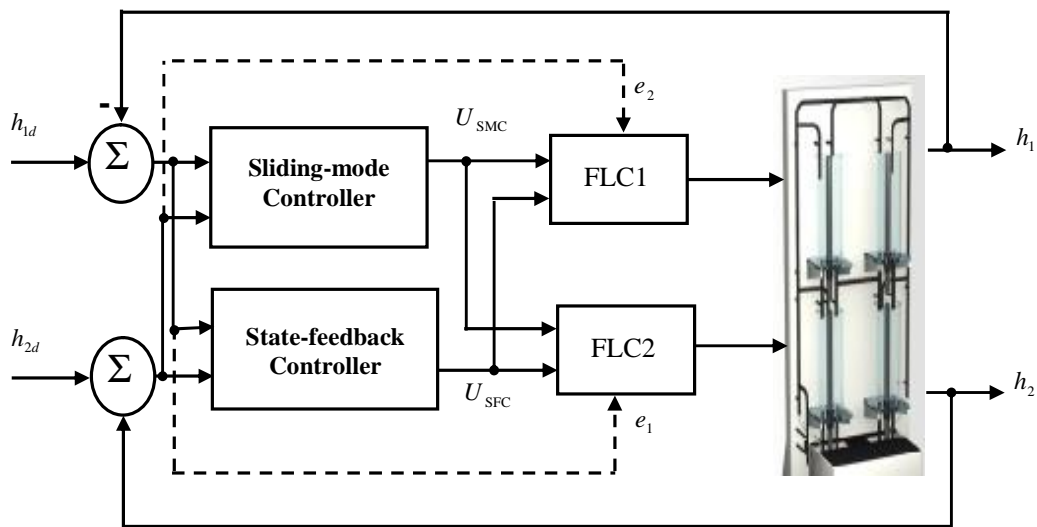 -
h1d
Σ
Sliding-mode
Controller
USMC
e2
FLC1
h1
h2d
Σ
State-feedback
Controller
USFC
FLC2
e1
h2